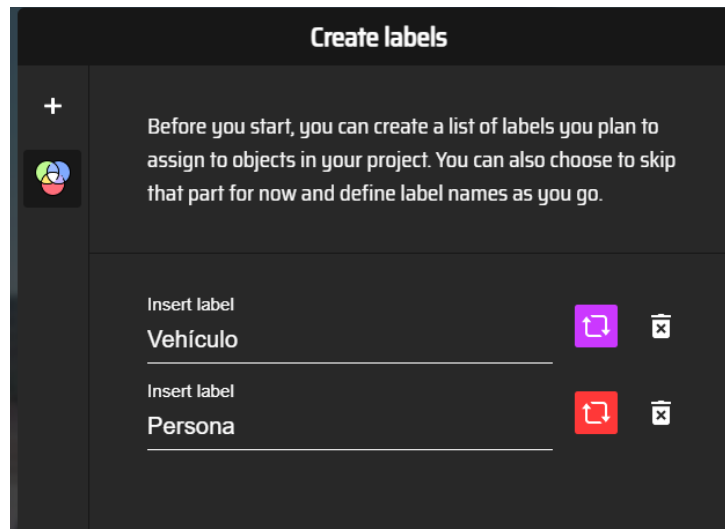 Create labels
Before you start, you can create a list of labels you plan to
assign to objects in your project. You can also choose to skip
that part for now and define label names as you go.
Insert label
Vehículo
Insert label
Persona